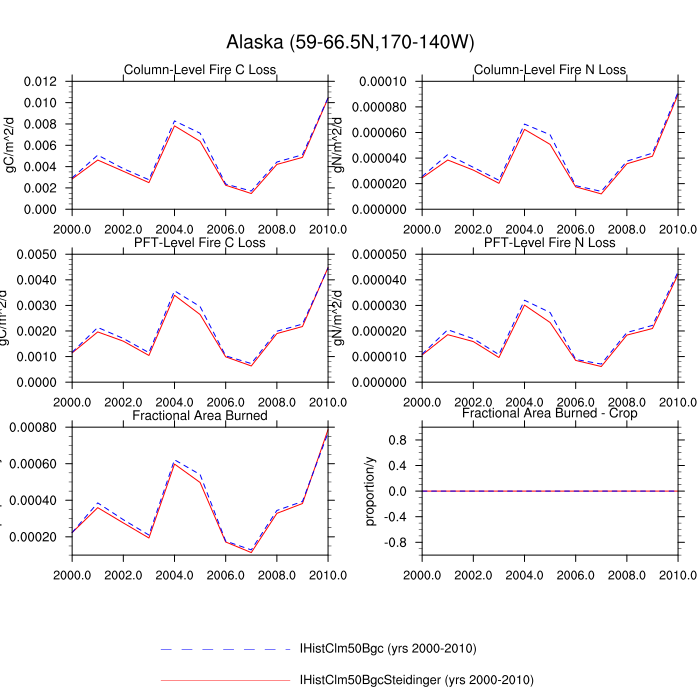 Alaska (59-66.5N,170-140W)
Column-Level Fire C Loss
gC/m^2/d
0.012
0.010
0.008
0.006
0.004
0.002
0.000
2000.0 2002.0 2004.0 2006.0 2008.0 2010.0
Column-Level Fire N Loss
gN/m^2/d
0.00010
0.000080
0.000060
0.000040
0.000020
0.000000
2000.0 2002.0 2004.0 2006.0 2008.0 2010.0
PFT-Level Fire C Loss
gC/m^2/d
0.0050
0.0040
0.0030
0.0020
0.0010
0.0000
2000.0 2002.0 2004.0 2006.0 2008.0 2010.0
PFT-Level Fire N Loss
gN/m^2/d
0.000050
0.000040
0.000030
0.000020
0.000010
0.000000
2000.0 2002.0 2004.0 2006.0 2008.0 2010.0
Fractional Area Burned
0.00080
0.00060
0.00040
0.00020
2000.0 2002.0 2004.0 2006.0 2008.0 2010.0
Fractional Area Burned - Crop
proportion/y
0.8
0.4
0.0
-0.4
-0.8
2000.0 2002.0 2004.0 2006.0 2008.0 2010.0
IHistClm50Bgc (yrs 2000-2010)
IHistClm50BgcSteidinger (yrs 2000-2010)